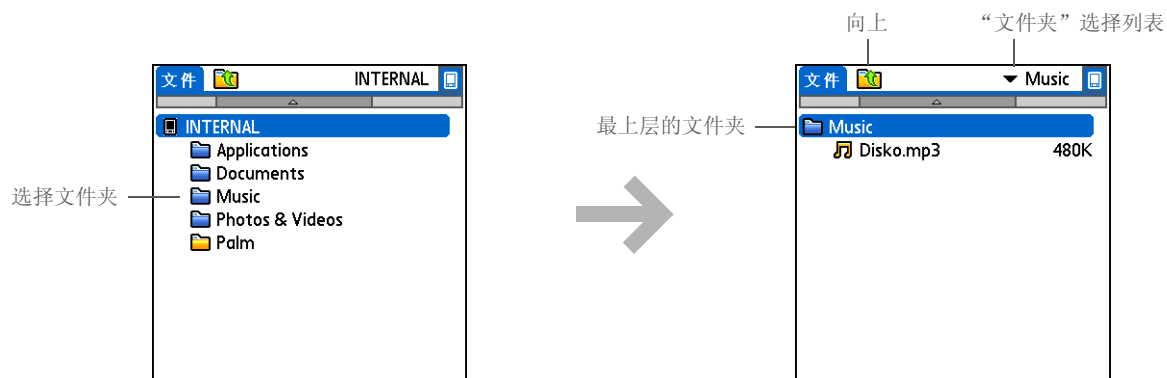 向上
“文件夹”选择列表
文件
INTERNAL
INTERNAL
Applications
Documents
Music
Photos & Videos
Palm
选择文件夹
文件
Music
最上层的文件夹
Music
Disko.mp3 480K